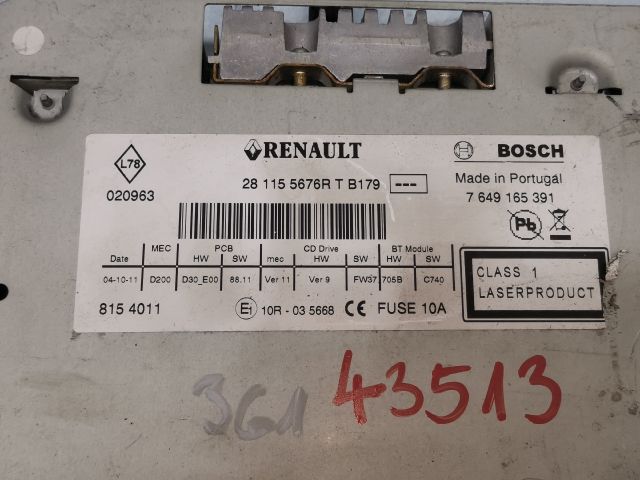 L78
020963
RENAULT
28 115 5676R T B179 ---
BOSCH
Made in Portugal
7 649 165 391
Pb
MEC PCB CD Drive BT Module
Date HW SW mec HW SW HW SW
04-10-11 D200 D30_E00 88.11 Ver 11 Ver 9 FW37 705B C740
815 4011
E1 10R - 03 5668 CE FUSE 10A
CLASS 1
LASERPRODUCT
361 43513